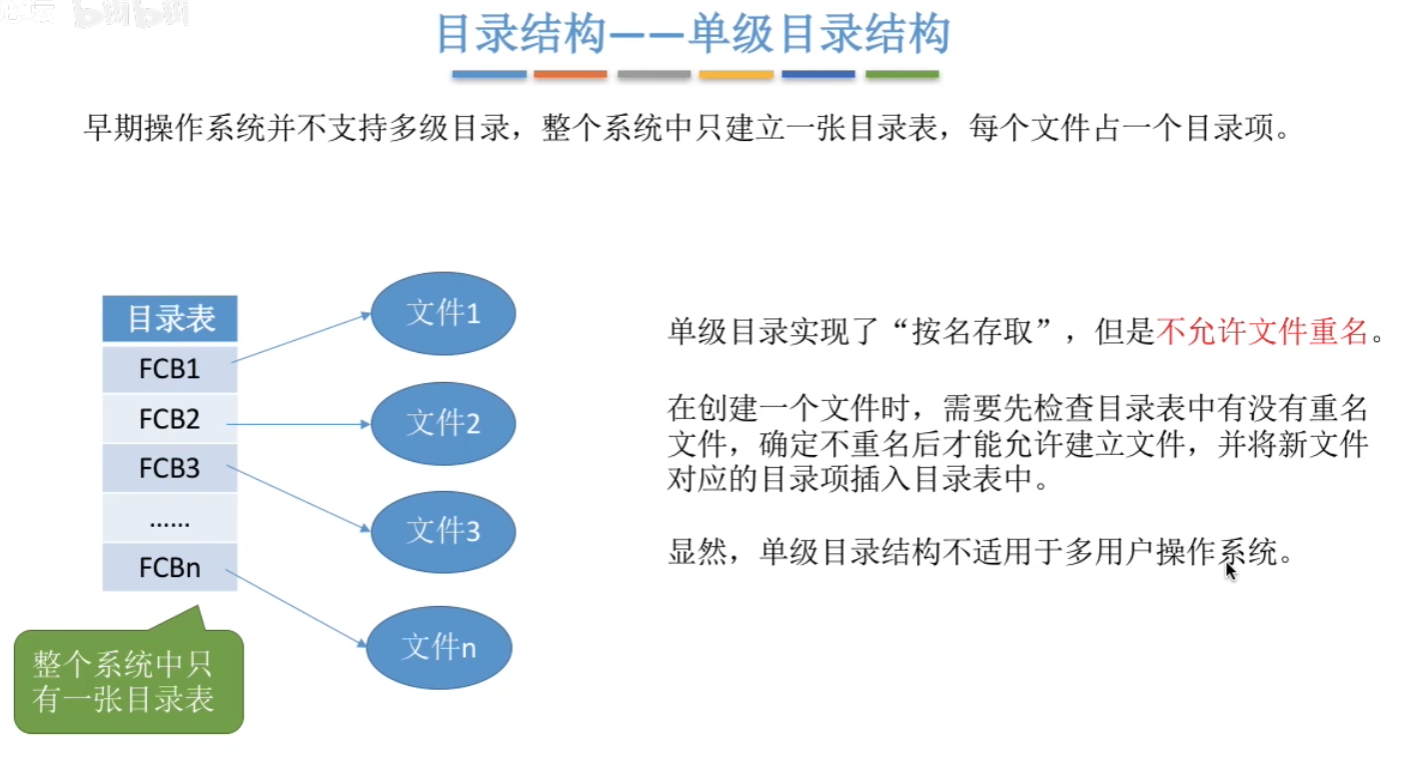 目录结构——单级目录结构
早期操作系统并不支持多级目录，整个系统中只建立一张目录表，每个文件占一个目录项。
目录表
FCB1
FCB2
FCB3
……
FCBn
文件1
文件2
文件3
文件n
整个系统中只
有一张目录表
单级目录实现了“按名存取”，但是不允许文件重名。
在创建一个文件时，需要先检查目录表中有没有重名
文件，确定不重名后才能允许建立文件，并将新文件
对应的目录项插入目录表中。
显然，单级目录结构不适用于多用户操作系统。